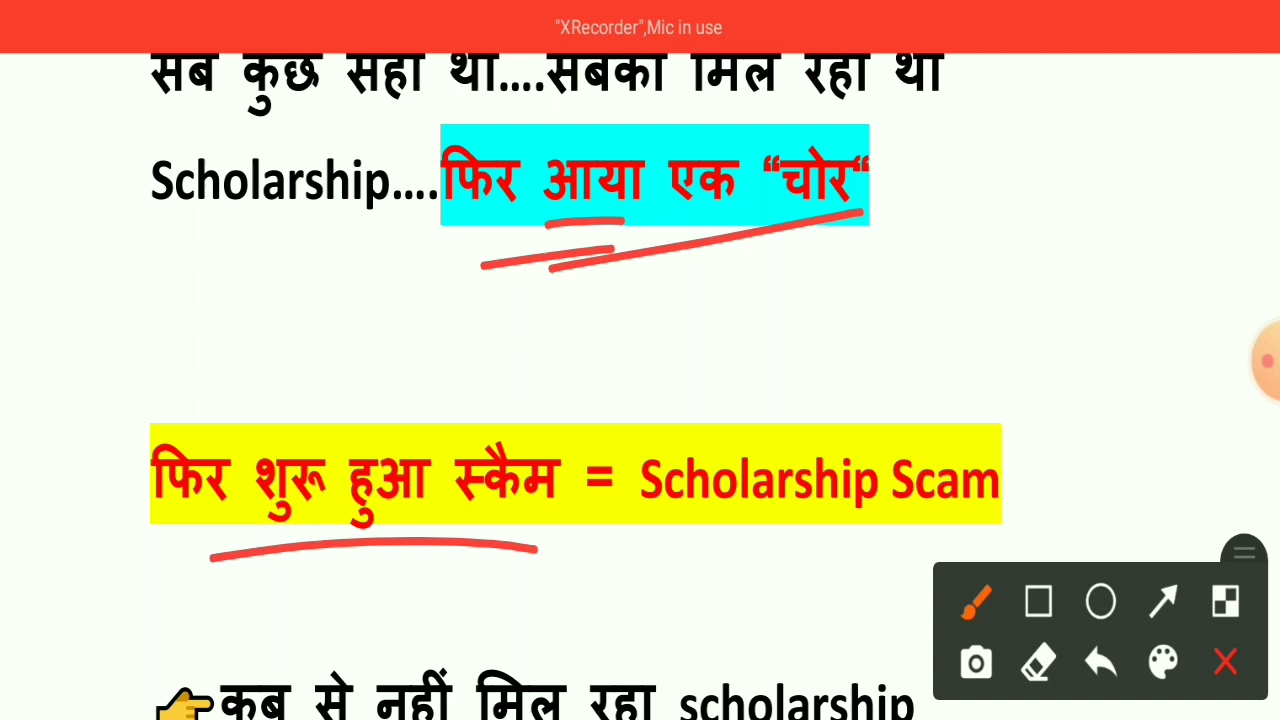 "XRecorder",Mic in use
सब कुछ सही था....सबको मिल रहा था
Scholarship....फिर आया एक “चोर“
फिर शुरू हुआ स्कैम = Scholarship Scam
👉कब से नहीं मिल रहा scholarship